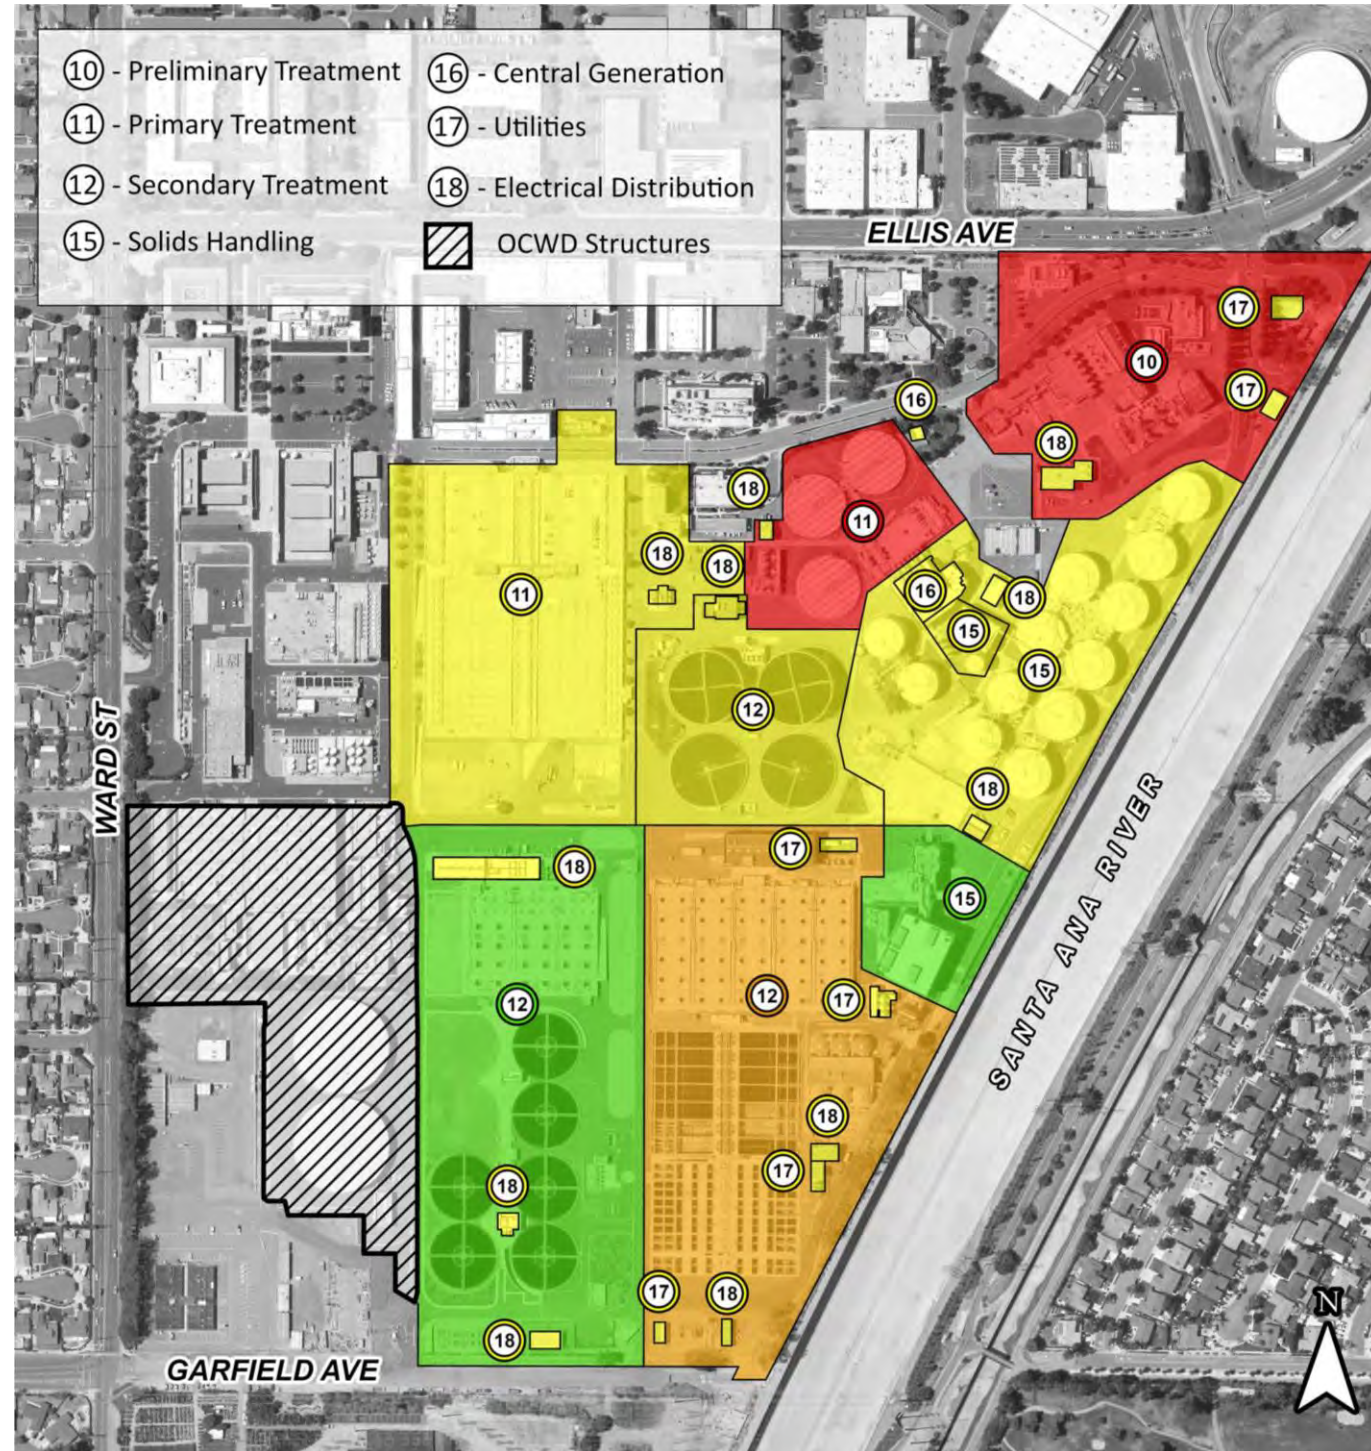 10 - Preliminary Treatment
11 - Primary Treatment
12 - Secondary Treatment
15 - Solids Handling
16 - Central Generation
17 - Utilities
18 - Electrical Distribution
OCWD Structures
ELLIS AVE
17
10
17
16
18
18
11
18
18
11
16
18
15
15
12
18
WARD ST
17
18
15
SANTA ANA RIVER
12
12
17
18
17
18
17
18
18
GARFIELD AVE
N